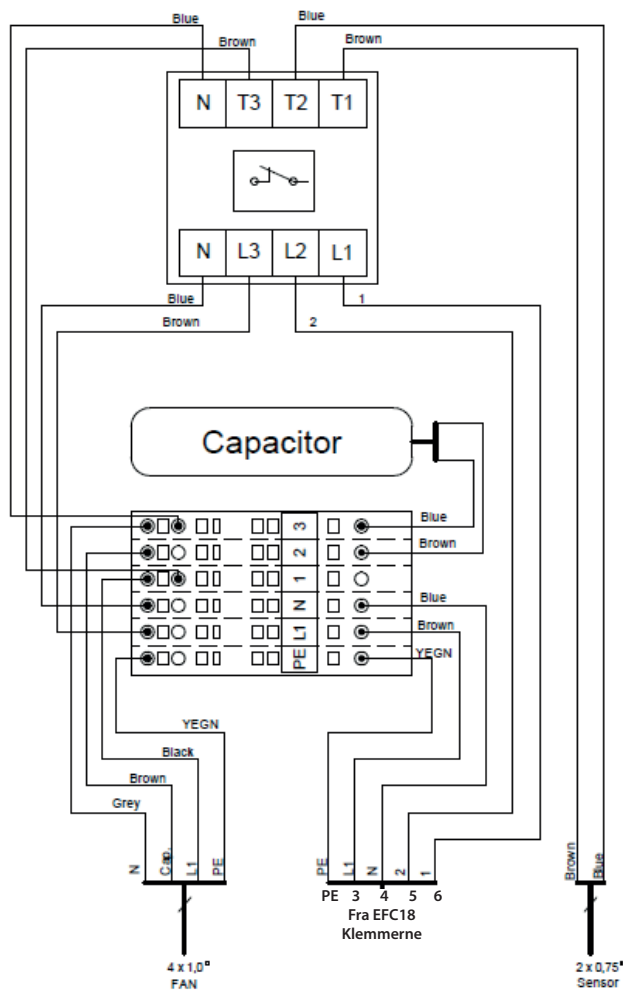 Blue
Blue
Brown
Brown
N T3 T2 T1
N L3 L2 L1
Blue
1
Brown
2
Capacitor
3
Blue
2
Brown
1
N
Blue
L1
Brown
PE
YEGN
YEGN
Black
Brown
Grey
N Cap. L1 PE
PE L1 N 2 1
Brown Blue
PE 3 4 5 6
Fra EFC18
Klemmerne
4 x 1,0¤
FAN
2 x 0,75¤
Sensor